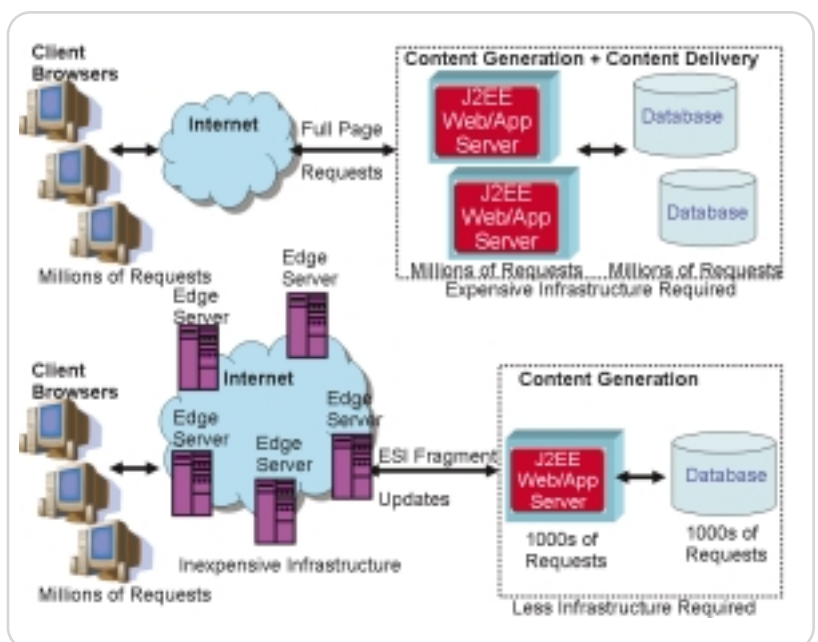 Client
Browsers
Internet
Full Page
Requests
Content Generation + Content Delivery
J2EE
Web/App
Server
Database
J2EE
Web/App
Server
Database
Millions of Requests
Millions of Requests
Millions of Requests
Expensive Infrastructure Required
Edge
Server
Edge
Server
Client
Browsers
Internet
Edge
Server
Edge
Server
Edge
Server
ESI Fragment
Updates
Content Generation
J2EE
Web/App
Server
Database
1000s of
Requests
1000s of
Requests
Inexpensive Infrastructure
Millions of Requests
Less Infrastructure Required